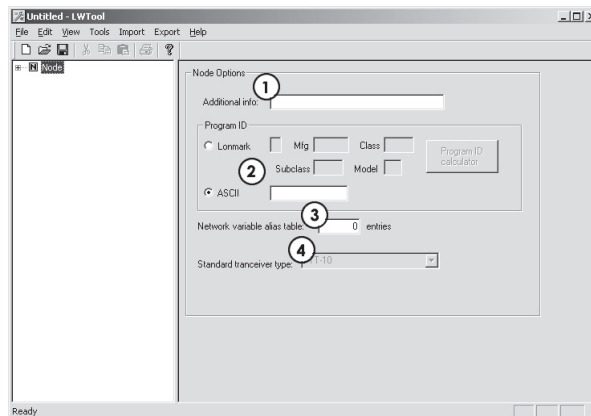 Untitled - LWTool
File Edit View Tools Import Export Help
Node
Node Options
1
Additional info:
Program ID
Lonmark Mfg Class
Program ID calculator
2
Subclass Model
ASCII
3
Network variable alias table: 0 entries
4
Standard tranceiver type: TT-10
Ready